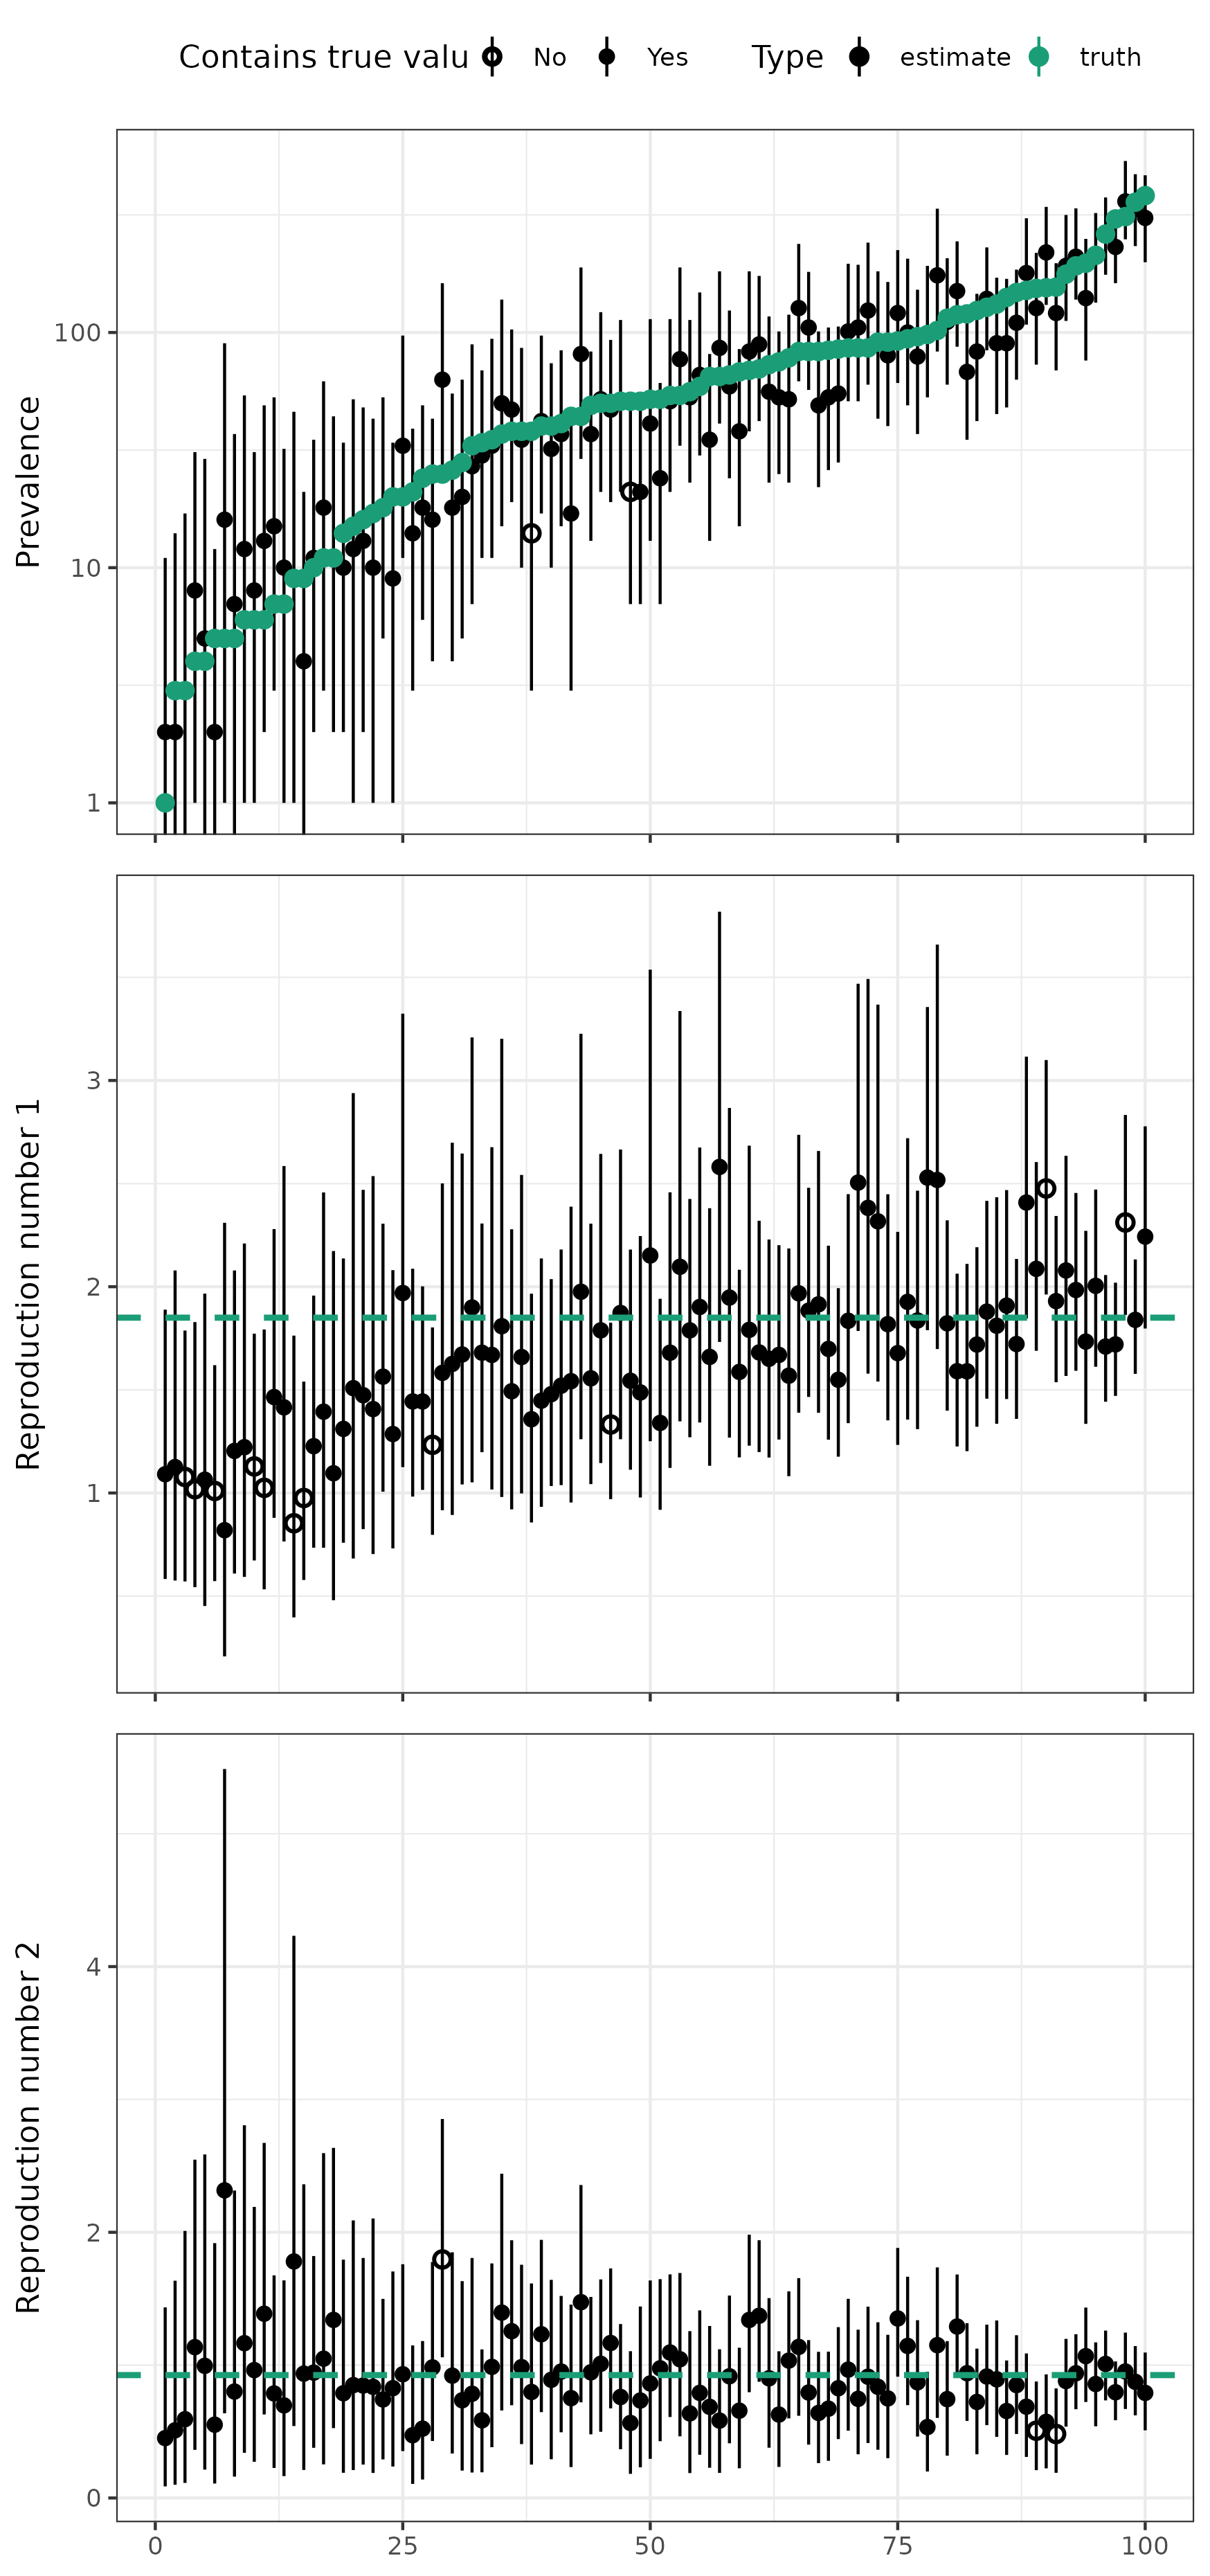 Contains true valu No Yes Type estimate truth
Prevalence
100
10
1
Reproduction number 1
3
2
1
Reproduction number 2
4
2
0
0 25 50 75 100